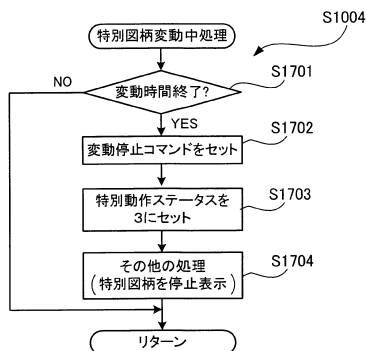 特別図柄変動中処理
S1004
変動時間終了?
S1701
NO
YES
変動停止コマンドをセット
S1702
特別動作ステータスを
3にセット
S1703
その他の処理
(特別図柄を停止表示)
S1704
リターン